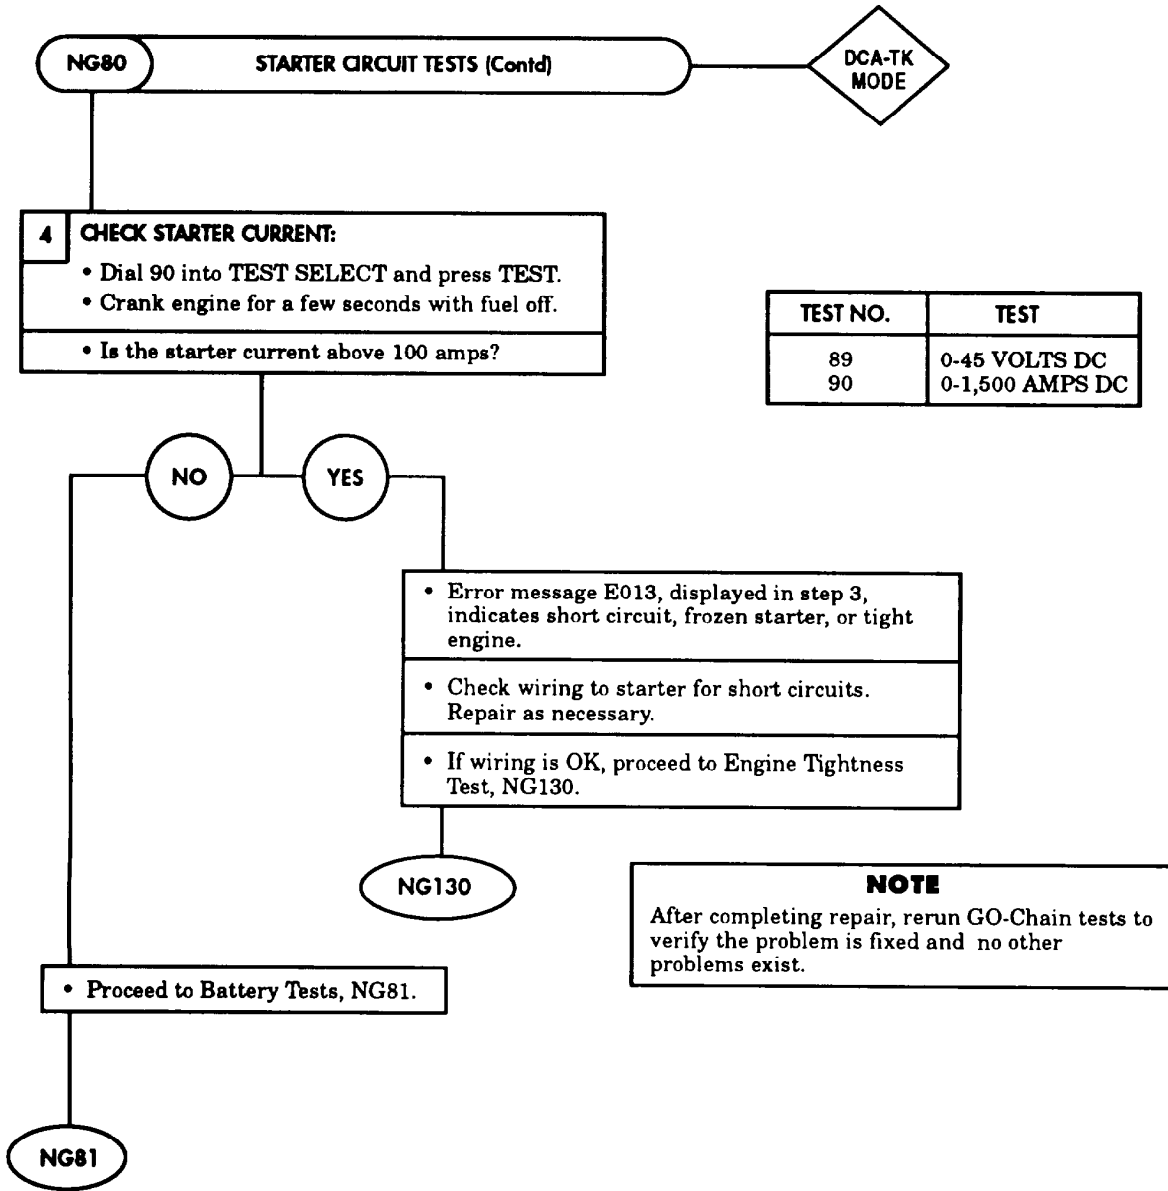 NG80
STARTER CIRCUIT TESTS (Contd)
DCA-TK
MODE
4
CHECK STARTER CURRENT:
• Dial 90 into TEST SELECT and press TEST.
• Crank engine for a few seconds with fuel off.
• Is the starter current above 100 amps?
TEST NO.
TEST
89
0-45 VOLTS DC
90
0-1,500 AMPS DC
NO
YES
• Error message E013, displayed in step 3,
indicates short circuit, frozen starter, or tight
engine.
• Check wiring to starter for short circuits.
Repair as necessary.
• If wiring is OK, proceed to Engine Tightness
Test, NG130.
NG130
NOTE
After completing repair, rerun GO-Chain tests to
verify the problem is fixed and no other
problems exist.
• Proceed to Battery Tests, NG81.
NG81